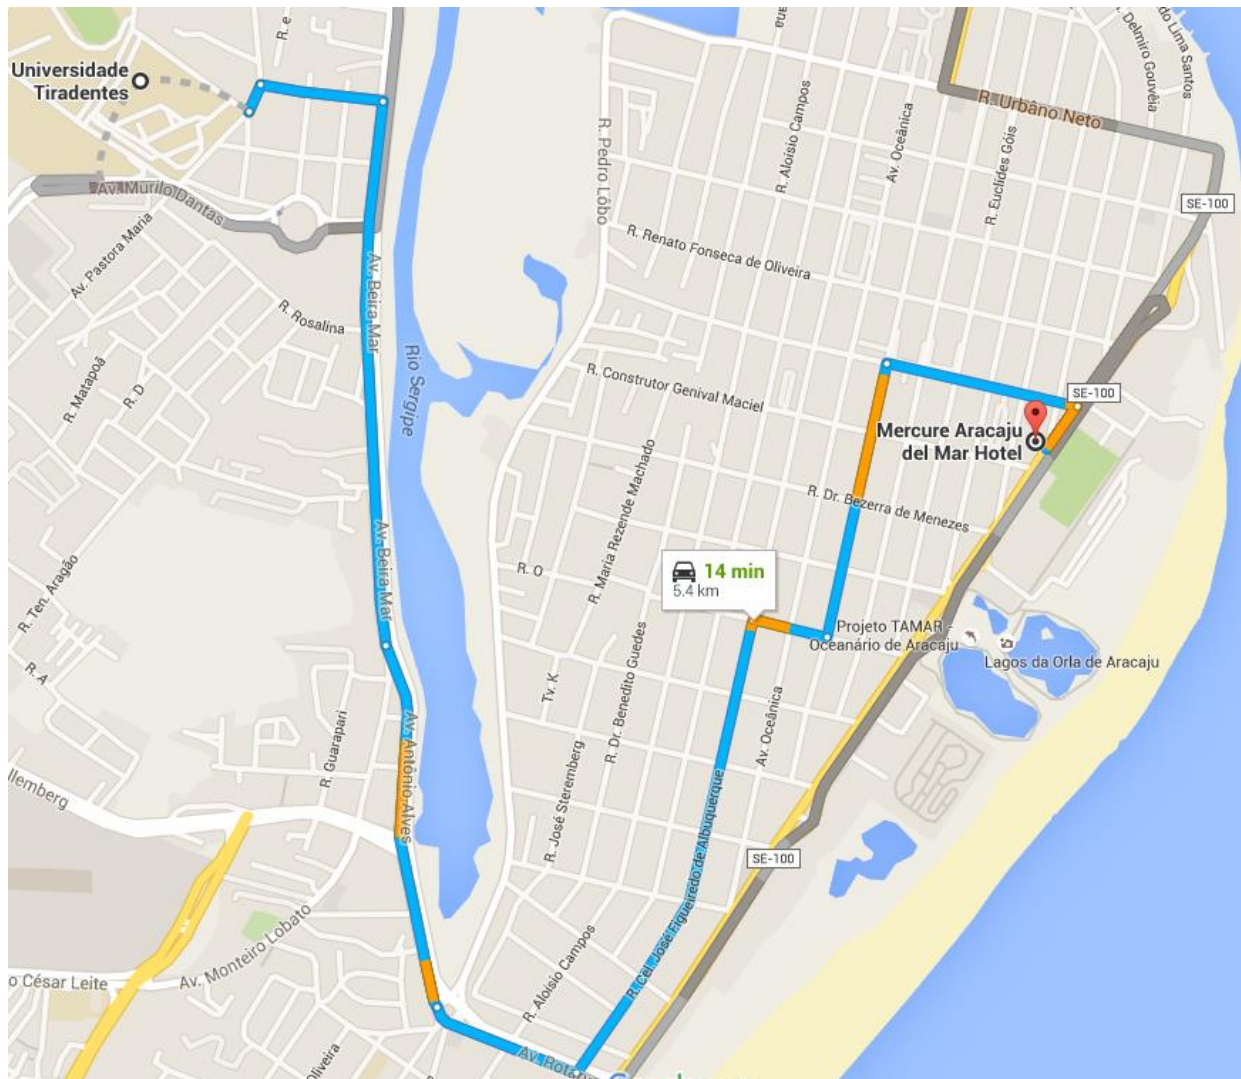 Universidade
Tiradentes
R. e
Av. Murilo Dantas
Av. Pastora Maria
R. Rosalina
R. Matapoã
R. D
Av. Beira Mar
Rio Sergipe
R. Pedro Lôbo
R. Aloísio Campos
Av. Oceânica
R. Urbâno Neto
R. Euclides Góis
R. Delmiro Gouvêia
do Lima Santos
SE-100
R. Renato Fonseca de Oliveira
R. Construtor Genival Maciel
SE-100
Mercure Aracaju
del Mar Hotel
R. Maria Rezende Machado
R. Dr. Bezerra de Menezes
R. O
14 min
5.4 km
Av. Beira Mar
R. Ten. Aragão
R. A
Tv. K
R. Dr. Benedito Guedes
Projeto TAMAR -
Oceanário de Aracaju
Lagos da Orla de Aracaju
Av. Oceânica
R. Guarapari
Av. Antônio Alves
llemberg
R. José Steremberg
R. Cel. José Figueiredo de Albuquerque
SE-100
Av. Monteiro Lobato
o César Leite
R. Aloísio Campos
Oliveira
Av. Rotary